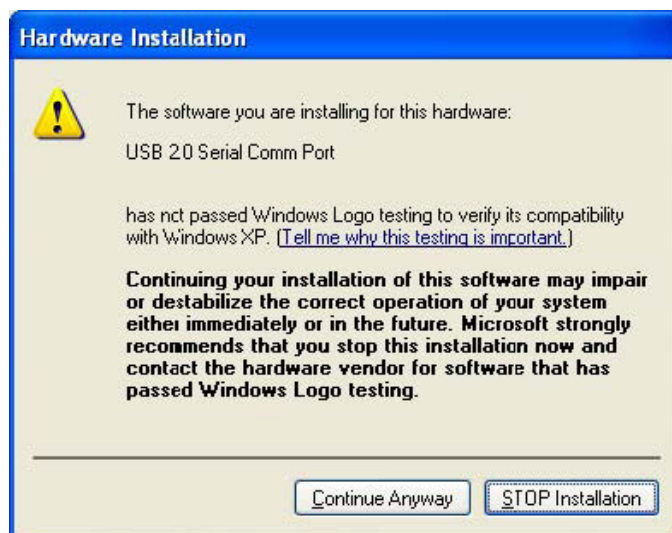 Hardware Installation
The software you are installing for this hardware:
USB 2.0 Serial Comm Port
has not passed Windows Logo testing to verify its compatibility
with Windows XP. (Tell me why this testing is important.)
Continuing your installation of this software may impair
or destabilize the correct operation of your system
either immediately or in the future. Microsoft strongly
recommends that you stop this installation now and
contact the hardware vendor for software that has
passed Windows Logo testing.
Continue Anyway
STOP Installation